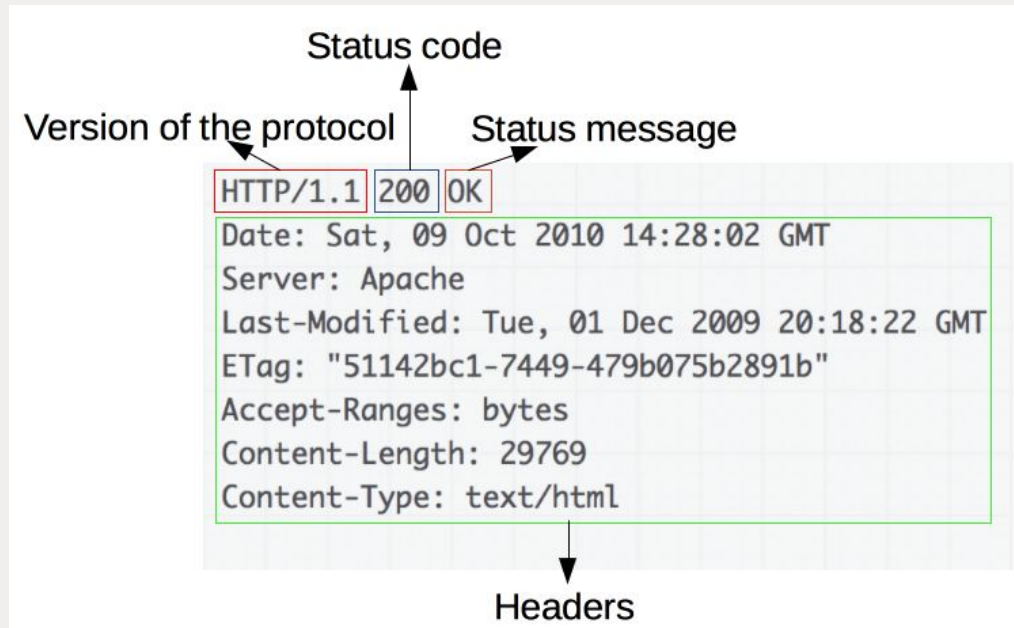 Status code
Version of the protocol Status message
HTTP/1.1 200 OK
Date: Sat, 09 Oct 2010 14:28:02 GMT
Server: Apache
Last-Modified: Tue, 01 Dec 2009 20:18:22 GMT
ETag: "51142bc1-7449-479b075b2891b"
Accept-Ranges: bytes
Content-Length: 29769
Content-Type: text/html
Headers